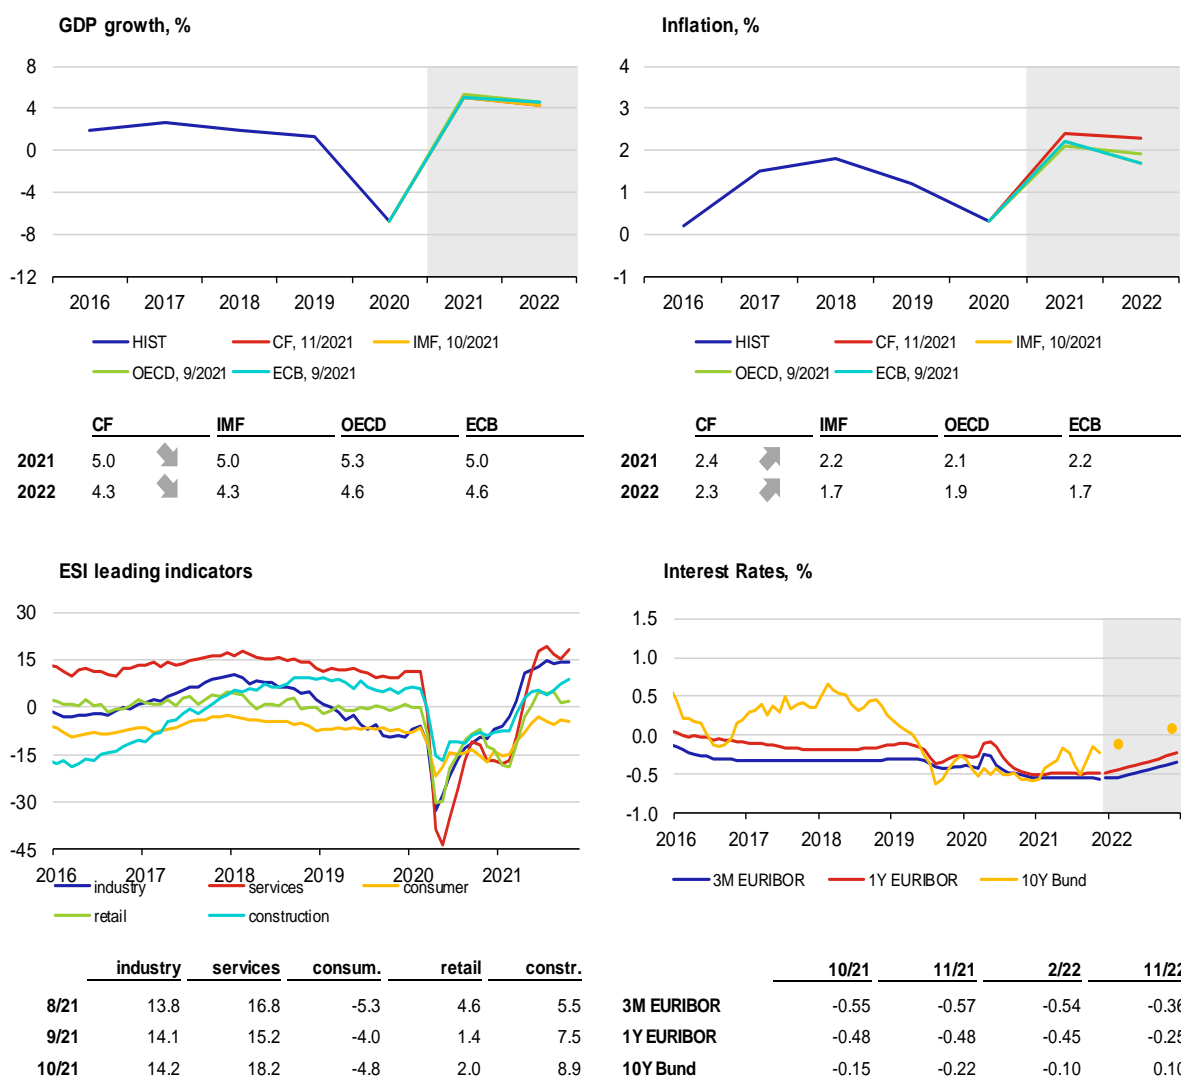 GDP growth, %
8
4
0
-4
-8
-12
2016 2017 2018 2019 2020 2021 2022
HIST CF, 11/2021 IMF, 10/2021
OECD, 9/2021 ECB, 9/2021
CF IMF OECD ECB
2021 5.0 5.0 5.3 5.0
2022 4.3 4.3 4.6 4.6
Inflation, %
4
3
2
1
0
-1
2016 2017 2018 2019 2020 2021 2022
HIST CF, 11/2021 IMF, 10/2021
OECD, 9/2021 ECB, 9/2021
CF IMF OECD ECB
2021 2.4 2.2 2.1 2.2
2022 2.3 1.7 1.9 1.7
ESI leading indicators
30
15
0
-15
-30
-45
2016 2017 2018 2019 2020 2021
industry services consumer
retail construction
industry services consum. retail constr.
8/21 13.8 16.8 -5.3 4.6 5.5
9/21 14.1 15.2 -4.0 1.4 7.5
10/21 14.2 18.2 -4.8 2.0 8.9
Interest Rates, %
1.5
1.0
0.5
0.0
-0.5
-1.0
2016 2017 2018 2019 2020 2021 2022
3M EURIBOR 1Y EURIBOR 10Y Bund
10/21 11/21 2/22 11/22
3M EURIBOR -0.55 -0.57 -0.54 -0.36
1Y EURIBOR -0.48 -0.48 -0.45 -0.25
10Y Bund -0.15 -0.22 -0.10 0.10